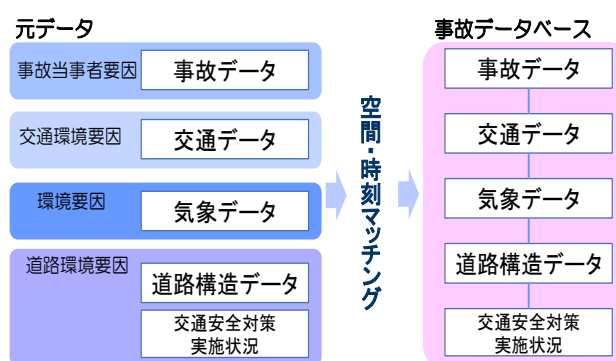 元データ
事故当事者要因
事故データ
交通環境要因
交通データ
環境要因
気象データ
道路環境要因
道路構造データ
交通安全対策
実施状況
空間・時刻マッチング
事故データベース
事故データ
交通データ
気象データ
道路構造データ
交通安全対策
実施状況